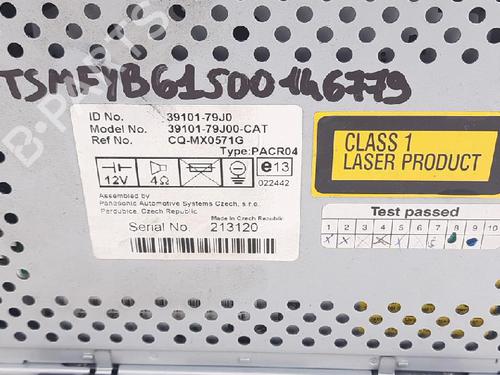 B-PARTS
TSMFYB61S00146779
ID No. 39101-79J0
Model No. 39101-79J00-CAT
Ref No. CQ-MX0571G
Type:PACR04
12V 4Ω e13
022442
Assembled by
Panasonic Automotive Systems Czech, s.r.o.
Pardubice, Czech Republic
Made in Czech Republic
Serial No. 213120
CLASS 1
LASER PRODUCT
Test passed
1 2 3 4 5 6 7 8 9 10